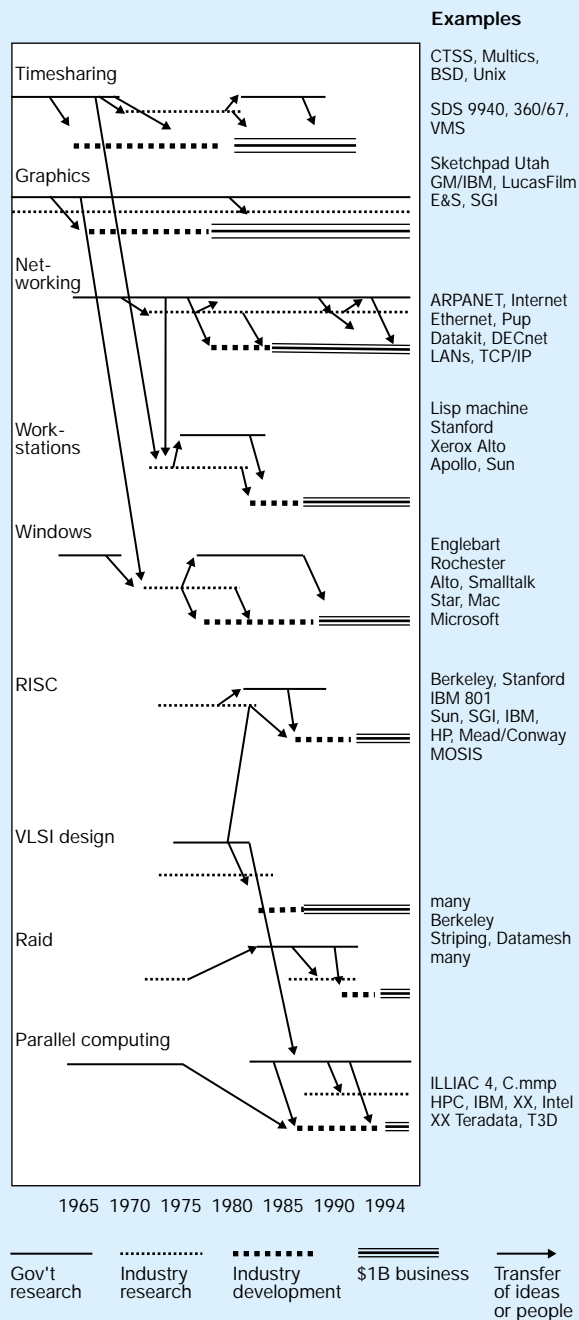 Examples
Timesharing
CTSS, Multics,
BSD, Unix
SDS 9940, 360/67,
VMS
Graphics
Sketchpad Utah
GM/IBM, LucasFilm
E&S, SGI
Net-
working
ARPANET, Internet
Ethernet, Pup
Datakit, DECnet
LANs, TCP/IP
Work-
stations
Lisp machine
Stanford
Xerox Alto
Apollo, Sun
Windows
Englebart
Rochester
Alto, Smalltalk
Star, Mac
Microsoft
RISC
Berkeley, Stanford
IBM 801
Sun, SGI, IBM,
HP, Mead/Conway
MOSIS
VLSI design
many
Berkeley
Striping, Datamesh
many
Raid
Parallel computing
ILLIAC 4, C.mmp
HPC, IBM, XX, Intel
XX Teradata, T3D
1965 1970 1975 1980 1985 1990 1994
Gov't
research
Industry
research
Industry
development
$1B business
Transfer
of ideas
or people